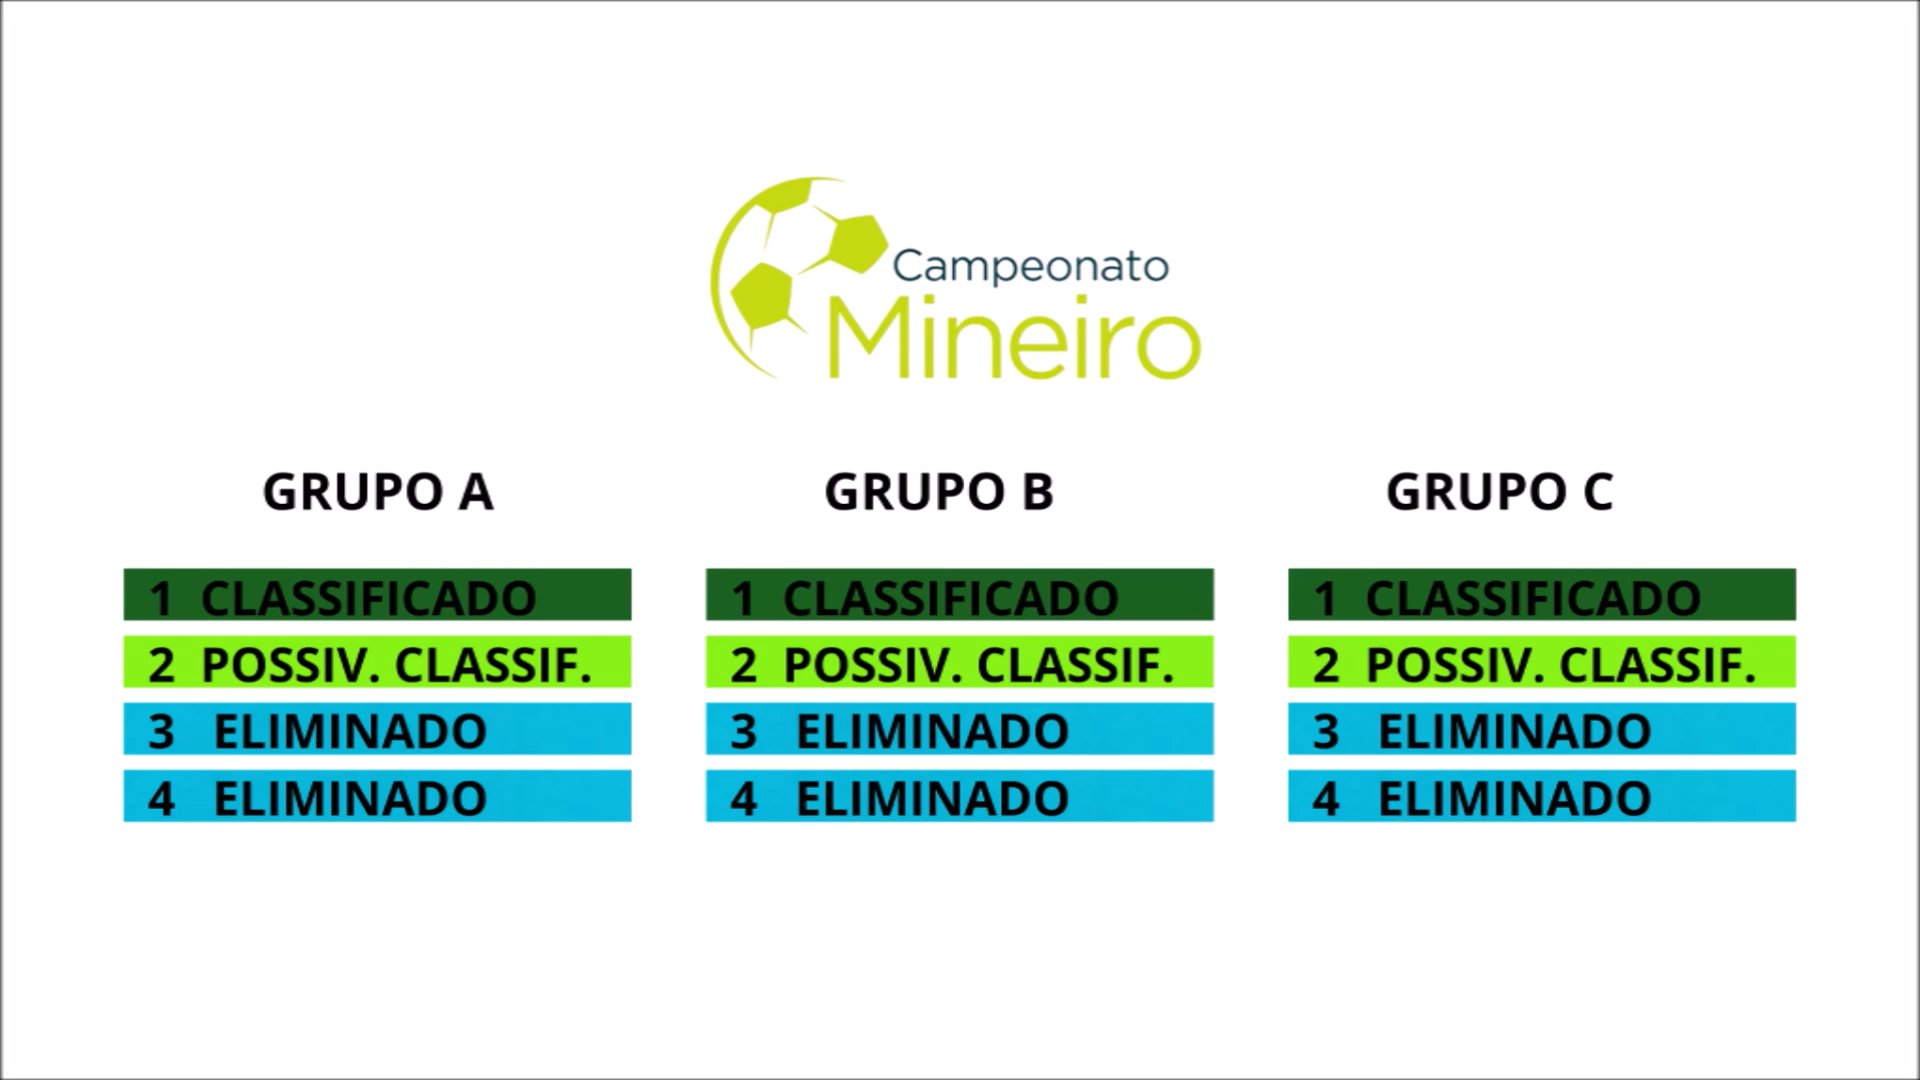 Campeonato
Mineiro
GRUPO A
1 CLASSIFICADO
2 POSSIV. CLASSIF.
3 ELIMINADO
4 ELIMINADO
GRUPO B
1 CLASSIFICADO
2 POSSIV. CLASSIF.
3 ELIMINADO
4 ELIMINADO
GRUPO C
1 CLASSIFICADO
2 POSSIV. CLASSIF.
3 ELIMINADO
4 ELIMINADO